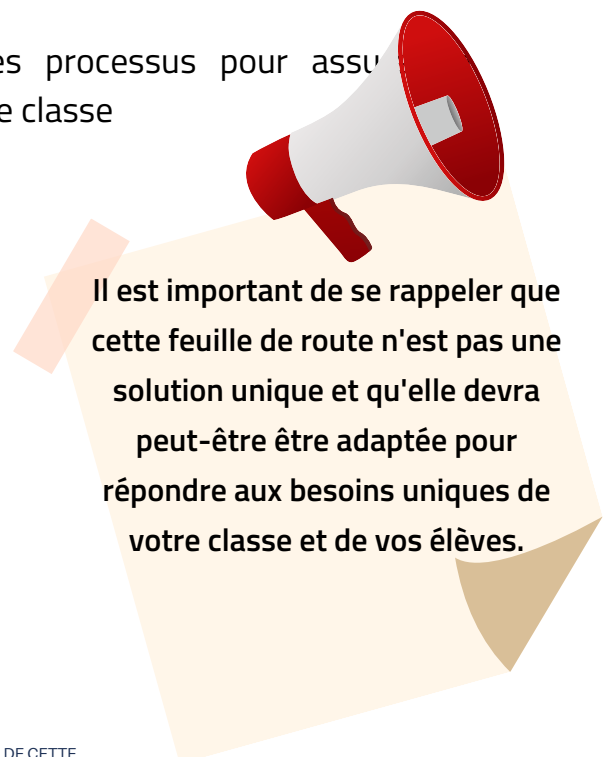 es processus pour assu
e classe
Il est important de se rappeler que
cette feuille de route n'est pas une
solution unique et qu'elle devra
peut-être être adaptée pour
répondre aux besoins uniques de
votre classe et de vos élèves.
DE CETTE